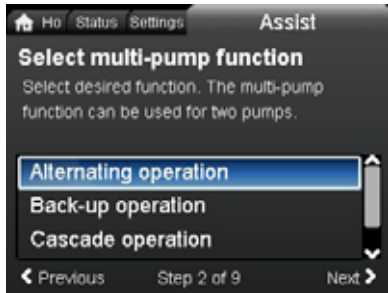 Ho Status Settings Assist
Select multi-pump function
Select desired function. The multi-pump
function can be used for two pumps.
Alternating operation
Back-up operation
Cascade operation
Previous Step 2 of 9 Next